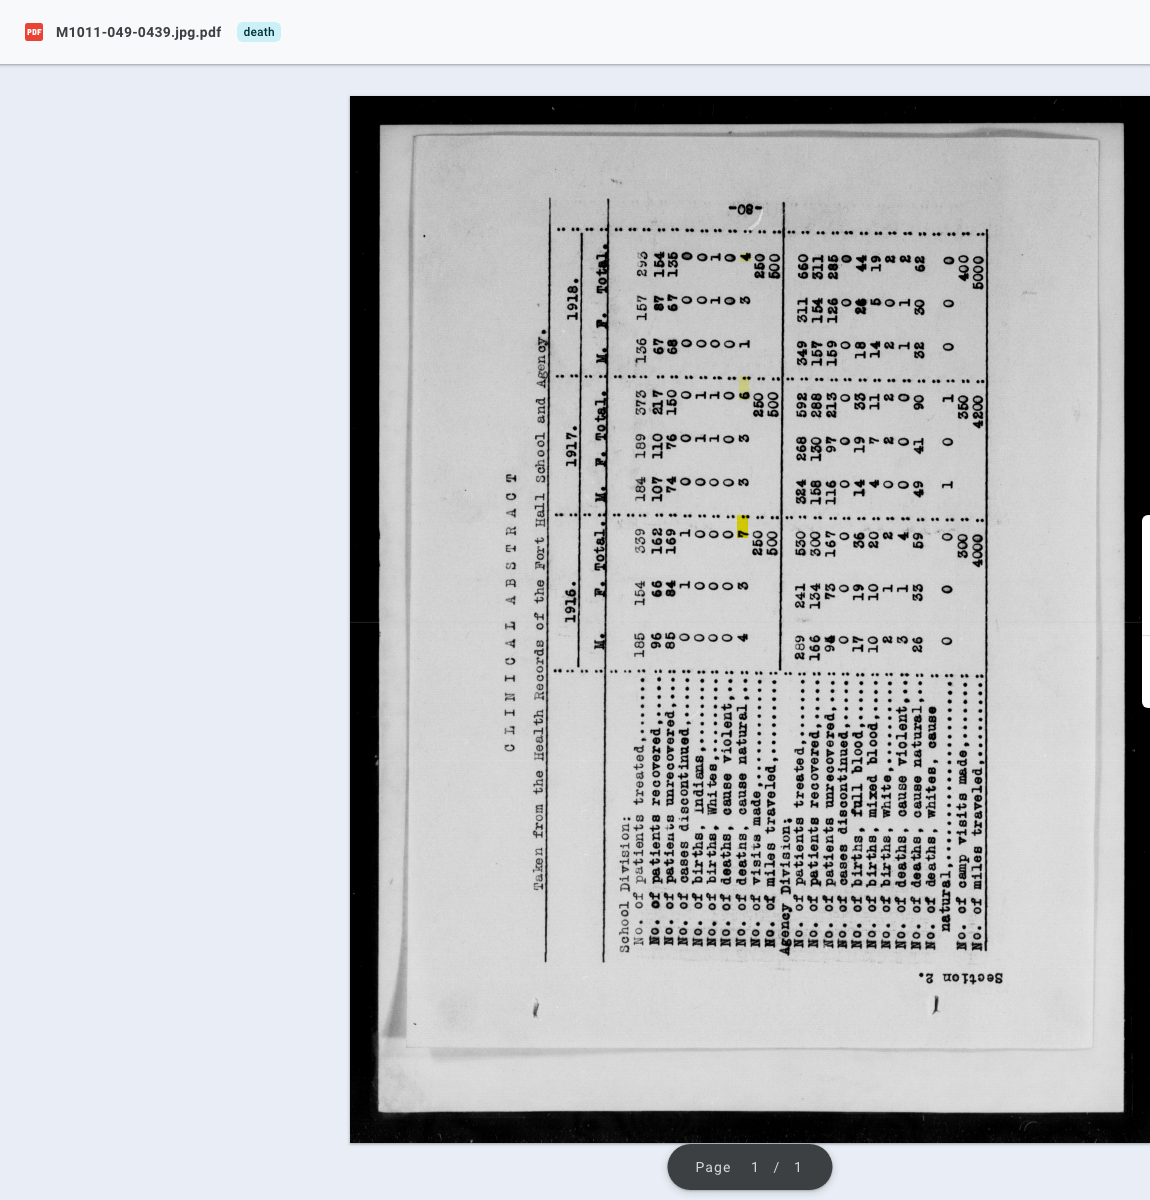 M1011-049-0439.jpg.pdf death
CLINICAL ABSTRACT
Taken from the Health Records of the Fort Hall School and Agency.
: 1916. : 1917. : 1918. :
: M. F. Total. : M. F. Total. : M. F. Total. :
School Division:
No. of patients treated,.......: 185 154 339 : 184 189 373 : 136 157 293 :
No. of patients recovered,.....: 96 66 162 : 107 110 217 : 67 87 154 :
No. of patients unrecovered,...: 85 84 169 : 74 76 150 : 68 67 135 :
No. of cases discontinued,.....: 0 1 1 : 0 0 0 : 0 0 0 :
No. of births, Indians,........: 0 0 0 : 0 1 1 : 0 0 0 :
No. of births, Whites,.........: 0 0 0 : 0 1 1 : 0 1 1 :
No. of deaths, cause violent,..: 0 0 0 : 0 0 0 : 0 0 0 :
No. of deaths, cause natural,..: 4 3 7 : 3 3 6 : 1 3 4 :
No. of visits made,............: 250 : 250 : 250 :
No. of miles traveled,.........: 500 : 500 : 500 :
Agency Division:
No. of patients treated,.......: 289 241 530 : 324 268 592 : 349 311 660 :
No. of patients recovered,.....: 166 134 300 : 158 130 288 : 157 154 311 :
No. of patients unrecovered,...: 94 73 167 : 116 97 213 : 159 126 285 :
No. of cases discontinued,.....: 0 0 0 : 0 0 0 : 0 0 0 :
No. of births, full blood,.....: 17 19 36 : 14 19 33 : 18 26 44 :
No. of births, mixed blood,....: 10 10 20 : 4 7 11 : 14 5 19 :
No. of births, white,..........: 2 1 2 : 0 2 2 : 2 0 2 :
No. of deaths, cause violent,..: 3 1 4 : 0 0 0 : 1 1 2 :
No. of deaths, cause natural,..: 26 33 59 : 49 41 90 : 32 30 62 :
No. of deaths, whites, cause :
natural,.....................: 0 0 0 : 1 0 1 : 0 0 0 :
No. of camp visits made,.......: 300 : 350 : 400 :
No. of miles traveled,.........: 4000 : 4200 : 5000 :
-80-
Section 2.
Page 1 / 1